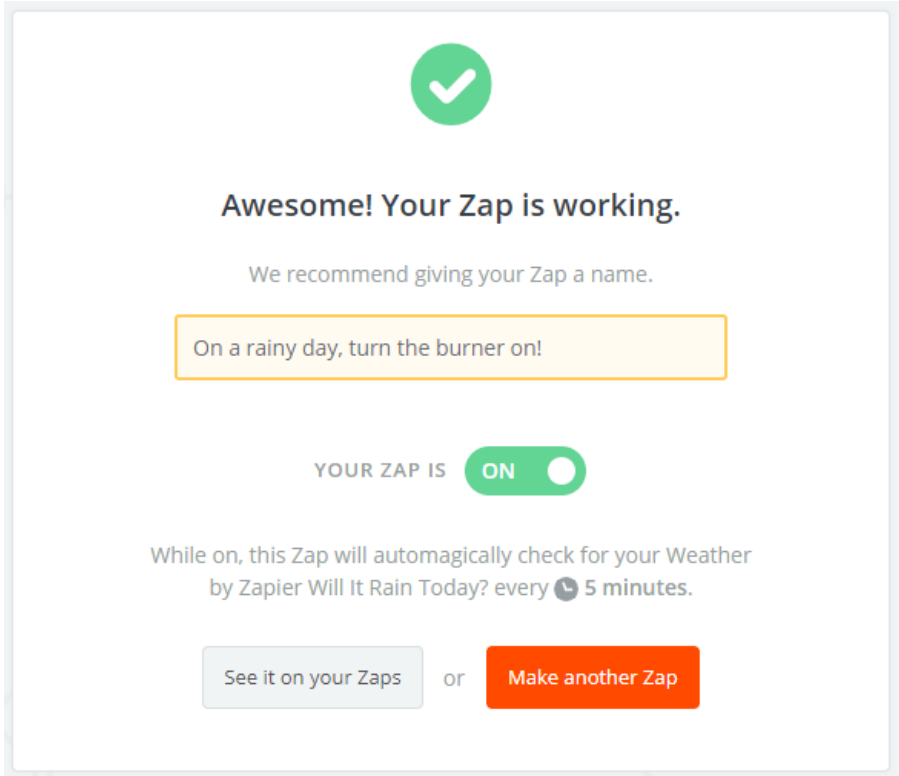 Awesome! Your Zap is working.
We recommend giving your Zap a name.
On a rainy day, turn the burner on!
YOUR ZAP IS ON
While on, this Zap will automagically check for your Weather
by Zapier Will It Rain Today? every 5 minutes.
See it on your Zaps or Make another Zap